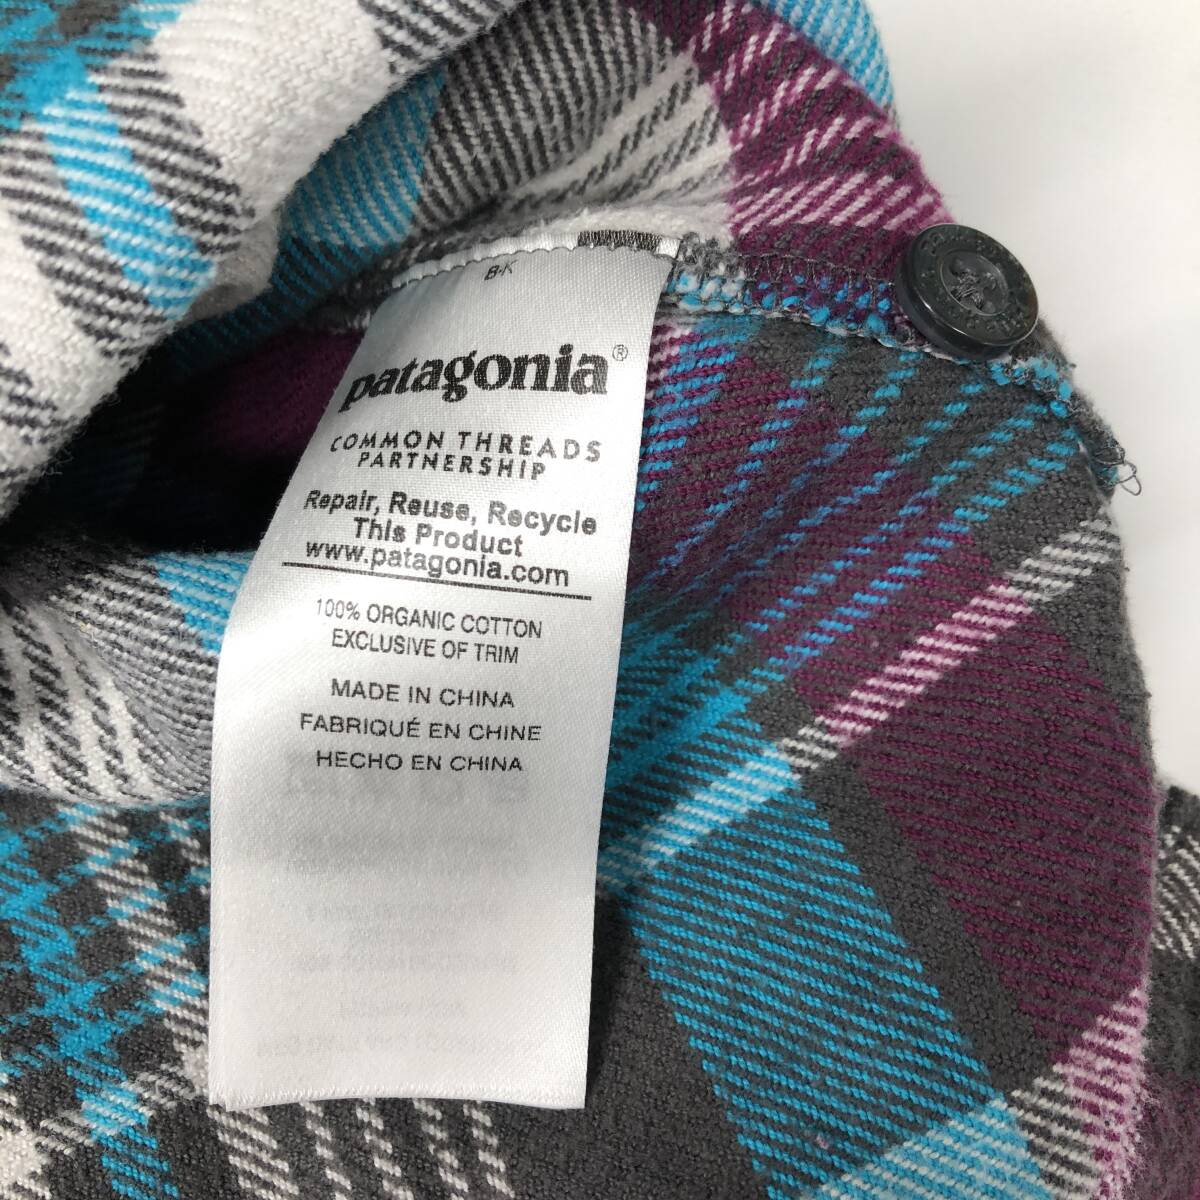 B·K
patagonia®
COMMON THREADS
PARTNERSHIP
Repair, Reuse, Recycle
This Product
www.patagonia.com
100% ORGANIC COTTON
EXCLUSIVE OF TRIM
MADE IN CHINA
FABRIQUÉ EN CHINE
HECHO EN CHINA